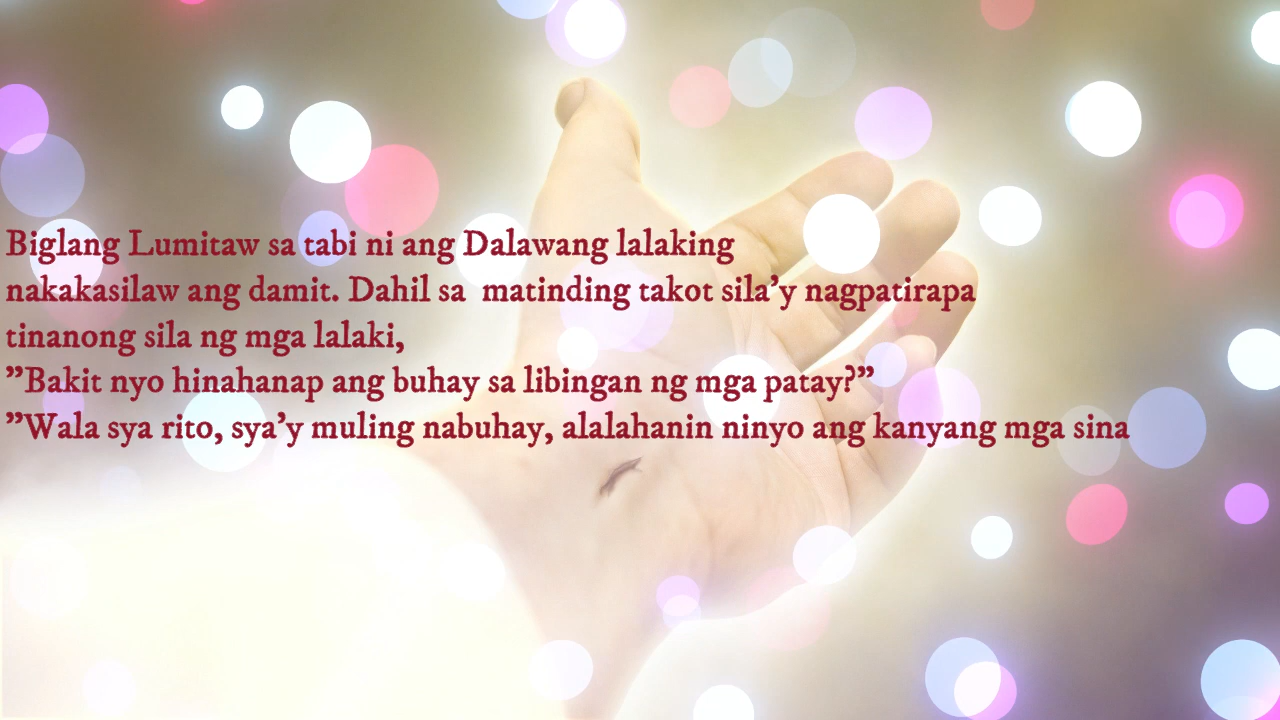 Biglang Lumitaw sa tabi ni ang Dalawang lalaking
nakakasilaw ang damit. Dahil sa  matinding takot sila’y nagpatirapa
tinanong sila ng mga lalaki,
”Bakit nyo hinahanap ang buhay sa libingan ng mga patay?”
”Wala sya rito, sya’y muling nabuhay, alalahanin ninyo ang kanyang mga sina